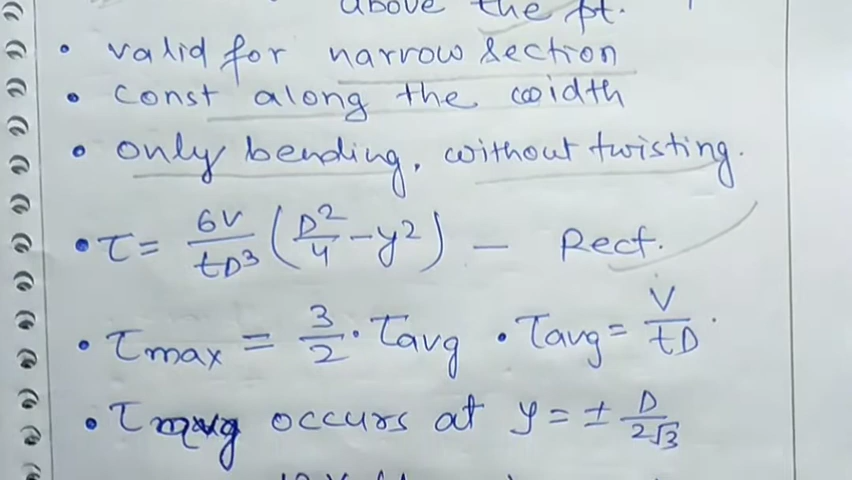 above the pt.
• valid for narrow section
• const along the width
• only bending, without twisting.
• τ = 6V/tD³ (D²/4 - y²) — Rect.
• τmax = 3/2 · τavg • τavg = V/tD
• τavg occurs at y = ± D/2√3